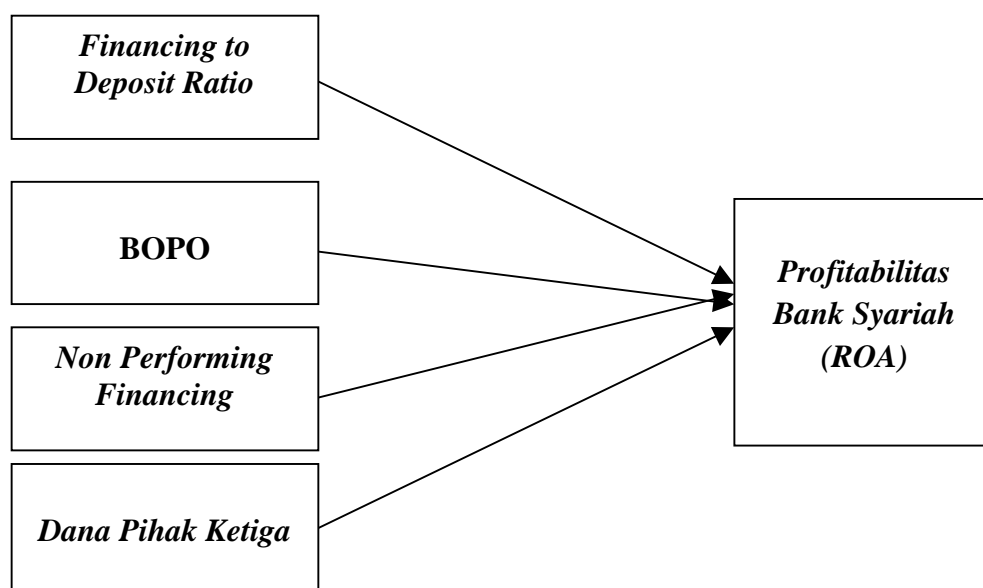 Financing to
Deposit Ratio
BOPO
Non Performing
Financing
Dana Pihak Ketiga
Profitabilitas
Bank Syariah
(ROA)